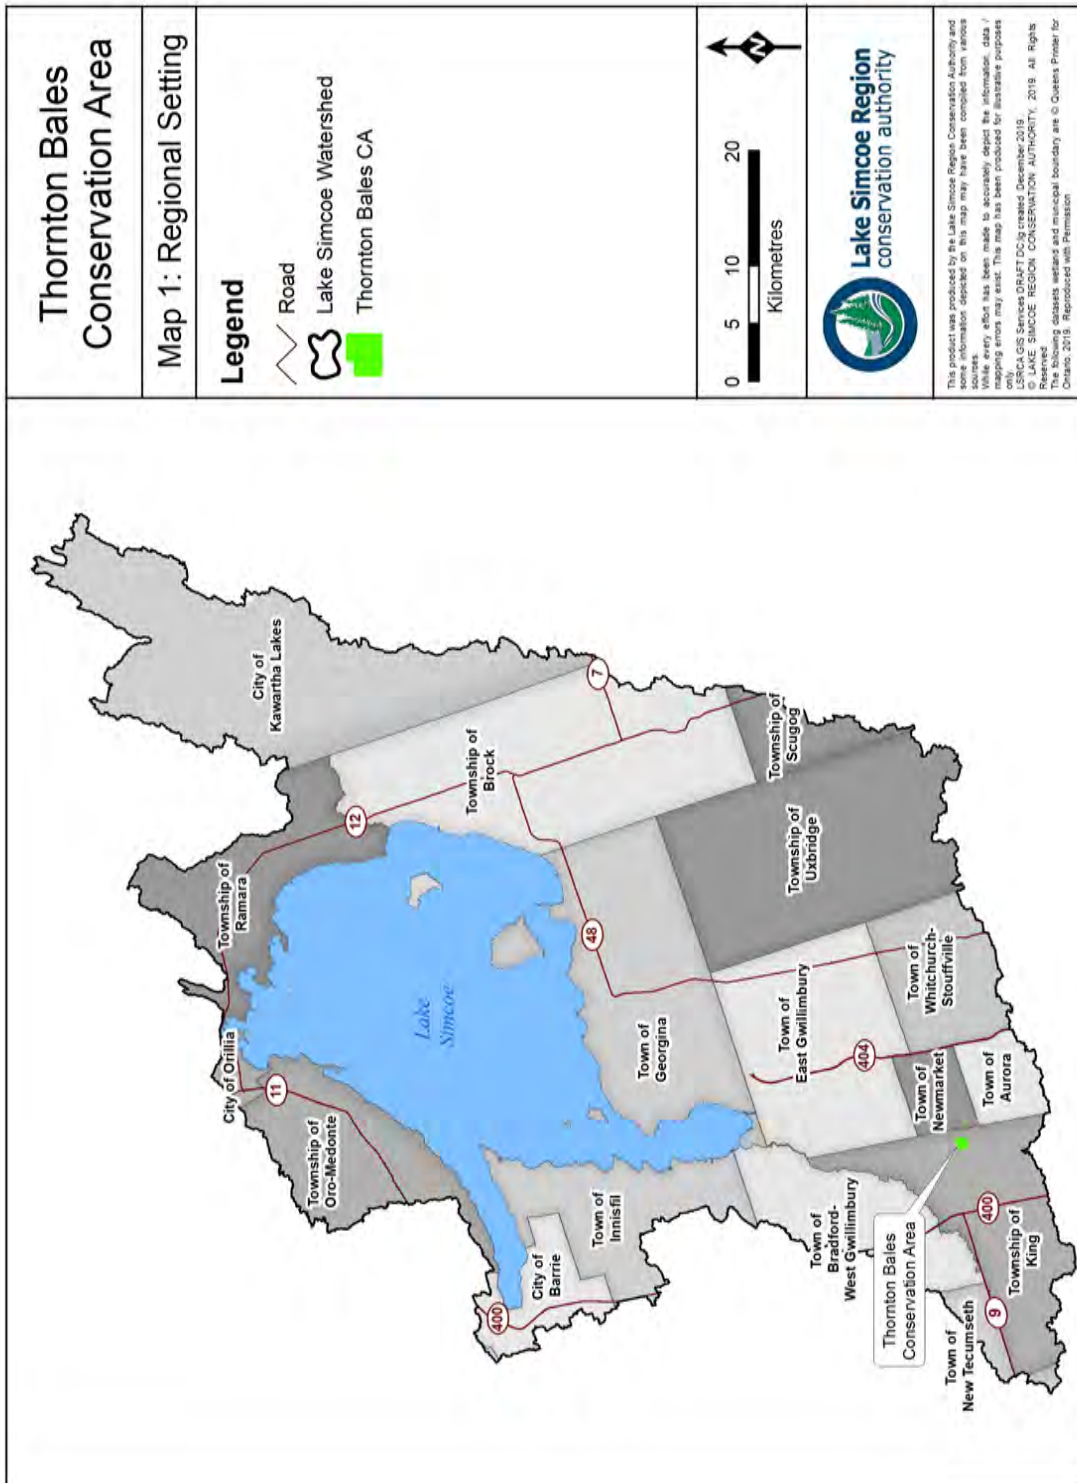 Thornton Bales
Conservation Area
Map 1: Regional Setting
Legend
Road
Lake Simcoe Watershed
Thornton Bales CA
N
0 5 10 20
Kilometres
Lake Simcoe Region
conservation authority
This product was produced by the Lake Simcoe Region Conservation Authority and
some information depicted on this map may have been compiled from various
sources.
While every effort has been made to accurately depict the information, data /
mapping errors may exist. This map has been produced for illustrative purposes
only.
LSRCA GIS Services DRAFT DC/lg created December 2019.
© LAKE SIMCOE REGION CONSERVATION AUTHORITY, 2019. All Rights
Reserved
The following datasets wetland and municipal boundary are © Queens Printer for
Ontario. 2019. Reproduced with Permission
City of
Kawartha Lakes
Township of
Ramara
12
City of Orillia
11
Township of
Oro-Medonte
Township of
Brock
7
Lake
Simcoe
48
Township of
Scugog
Township of
Uxbridge
Town of
Georgina
400
City of
Barrie
Town of
Innisfil
Town of
East Gwillimbury
404
Town of
Whitchurch-
Stouffville
Town of
Newmarket
Town of
Aurora
Town of
Bradford-
West Gwillimbury
Thornton Bales
Conservation Area
400
Township of
King
9
Town of
New Tecumseth